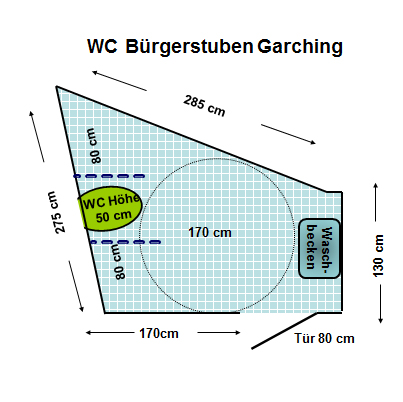 WC Bürgerstuben Garching
285 cm
80 cm
275 cm
WC Höhe
50 cm
170 cm
Wasch-
becken
130 cm
80 cm
170cm
Tür 80 cm